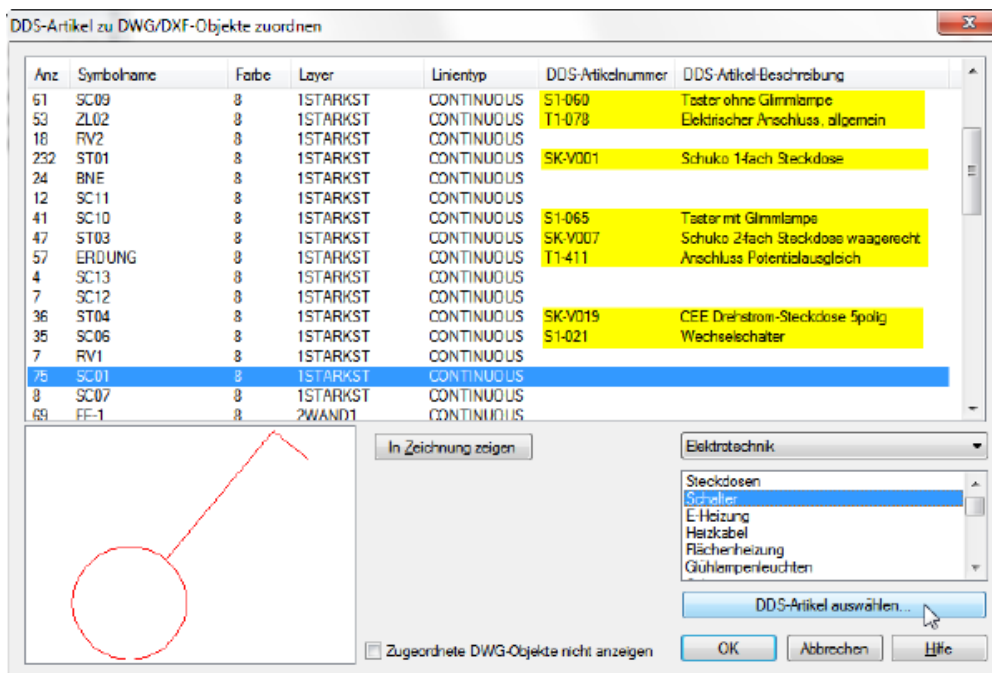 DDS-Artikel zu DWG/DXF-Objekte zuordnen
Anz Symbolname Farbe Layer Linientyp DDS-Artikelnummer DDS-Artikel-Beschreibung
61 SC09 8 1STARKST CONTINUOUS S1-060 Taster ohne Glimmlampe
53 ZL02 8 1STARKST CONTINUOUS T1-078 Elektrischer Anschluss, allgemein
18 RV2 8 1STARKST CONTINUOUS
232 ST01 8 1STARKST CONTINUOUS SK-V001 Schuko 1-fach Steckdose
24 BNE 8 1STARKST CONTINUOUS
12 SC11 8 1STARKST CONTINUOUS
41 SC10 8 1STARKST CONTINUOUS S1-065 Taster mit Glimmlampe
47 ST03 8 1STARKST CONTINUOUS SK-V007 Schuko 2-fach Steckdose waagerecht
57 ERDUNG 8 1STARKST CONTINUOUS T1-411 Anschluss Potentialausgleich
4 SC13 8 1STARKST CONTINUOUS
7 SC12 8 1STARKST CONTINUOUS
36 ST04 8 1STARKST CONTINUOUS SK-V019 CEE Drehstrom-Steckdose 5polig
35 SC06 8 1STARKST CONTINUOUS S1-021 Wechselschalter
7 RV1 8 1STARKST CONTINUOUS
75 SC01 8 1STARKST CONTINUOUS
8 SC07 8 1STARKST CONTINUOUS
69 FF-1 8 2WAND1 CONTINUOUS
In Zeichnung zeigen
Elektrotechnik
Steckdosen
Schalter
E-Heizung
Heizkabel
Flächenheizung
Glühlampenleuchten
DDS-Artikel auswählen...
Zugeordnete DWG-Objekte nicht anzeigen
OK Abbrechen Hilfe